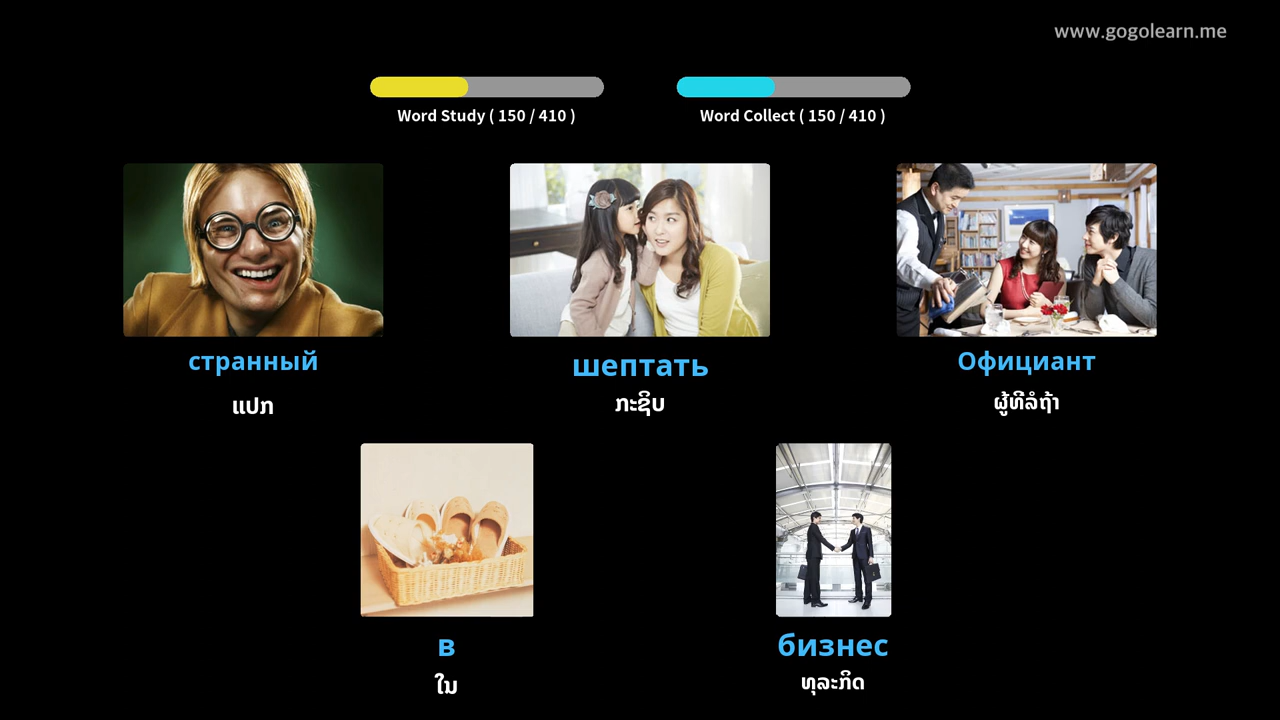 www.gogolearn.me
Word Study ( 150 / 410 )
Word Collect ( 150 / 410 )
странный
шептать
Официант
ແປກ
ກະຊິບ
ຜູ້ທີ່ລໍຖ້າ
в
бизнес
ໃນ
ທຸລະກິດ